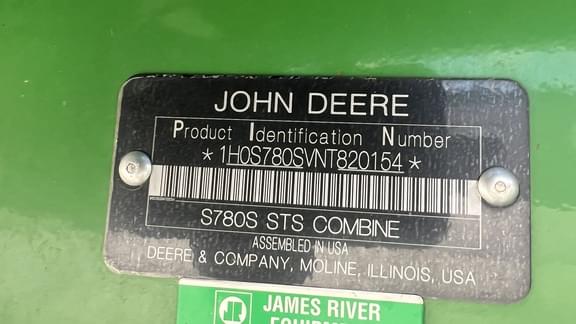 JOHN DEERE
Product Identification Number
*1H0S780SVNT820154*
S780S STS COMBINE
ASSEMBLED IN USA
DEERE & COMPANY, MOLINE, ILLINOIS, USA
JAMES RIVER